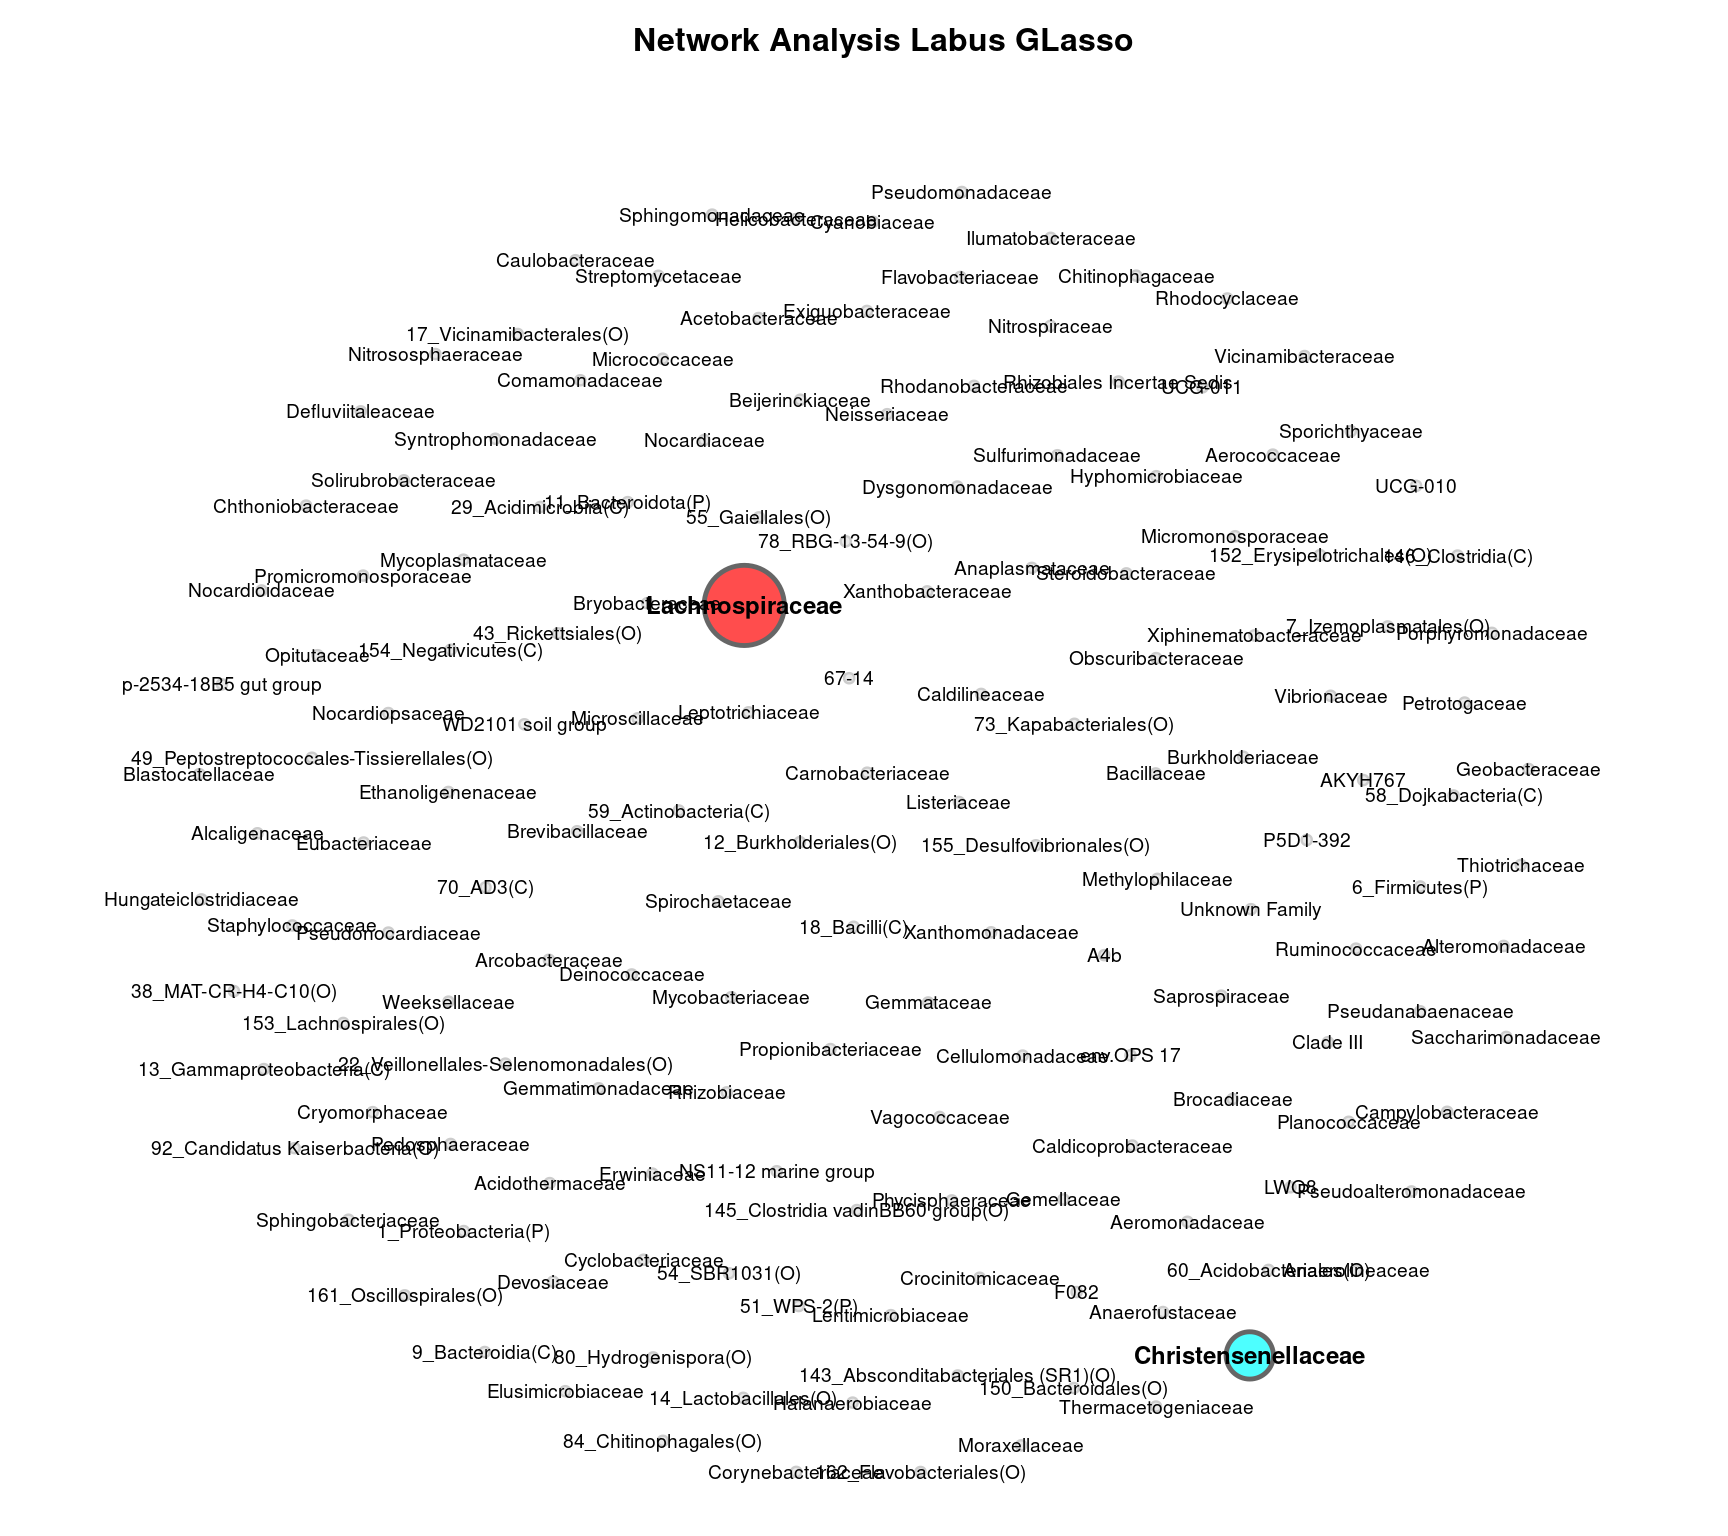 Network Analysis Labus GLasso
Pseudomonadaceae
Sphingomonadaceae
Helicobacteraceae
Cyanobiaceae
Ilumatobacteraceae
Caulobacteraceae
Streptomycetaceae
Flavobacteriaceae
Chitinophagaceae
Rhodocyclaceae
Exiguobacteraceae
Acetobacteraceae
Nitrospiraceae
17_Vicinamibacterales(O)
Nitrososphaeraceae
Micrococcaceae
Vicinamibacteraceae
Comamonadaceae
Rhodanobacteraceae
Rhizobiales Incertae Sedis
UCG-011
Beijerinckiaceae
Neisseriaceae
Defluviitaleaceae
Syntrophomonadaceae
Nocardiaceae
Sporichthyaceae
Sulfurimonadaceae
Aerococcaceae
Solirubrobacteraceae
Hyphomicrobiaceae
Dysgonomonadaceae
UCG-010
Chthoniobacteraceae
29_Acidimicrobiia(C)
11_Bacteroidota(P)
55_Gaiellales(O)
78_RBG-13-54-9(O)
Micromonosporaceae
152_Erysipelotrichales(O)
146_Clostridia(C)
Mycoplasmataceae
Promicromonosporaceae
Anaplasmataceae
Steroidobacteraceae
Nocardioidaceae
Xanthobacteraceae
Bryobacteraceae
Lachnospiraceae
43_Rickettsiales(O)
7_Izemoplasmatales(O)
Xiphinematobacteraceae
Porphyromonadaceae
Opitutaceae
154_Negativicutes(C)
Obscuribacteraceae
p-2534-18B5 gut group
67-14
Caldilineaceae
Vibrionaceae
Petrotogaceae
Nocardiopsaceae
WD2101 soil group
Microscillaceae
Leptotrichiaceae
73_Kapabacteriales(O)
49_Peptostreptococcales-Tissierellales(O)
Blastocatellaceae
Carnobacteriaceae
Bacillaceae
Burkholderiaceae
Geobacteraceae
AKYH767
58_Dojkabacteria(C)
Ethanoligenenaceae
Listeriaceae
59_Actinobacteria(C)
Brevibacillaceae
Alcaligenaceae
Eubacteriaceae
12_Burkholderiales(O)
155_Desulfovibrionales(O)
P5D1-392
Thiotrichaceae
70_AD3(C)
Methylophilaceae
6_Firmicutes(P)
Hungateiclostridiaceae
Spirochaetaceae
Unknown Family
Staphylococcaceae
Pseudonocardiaceae
18_Bacilli(C)
Xanthomonadaceae
Ruminococcaceae
Alteromonadaceae
A4b
Arcobacteraceae
Deinococcaceae
38_MAT-CR-H4-C10(O)
Weeksellaceae
Mycobacteriaceae
Gemmataceae
Saprospiraceae
Pseudanabaenaceae
153_Lachnospirales(O)
Clade III
Saccharimonadaceae
Propionibacteriaceae
Cellulomonadaceae
env.OPS 17
13_Gammaproteobacteria(C)
22_Veillonellales-Selenomonadales(O)
Gemmatimonadaceae
Rhizobiaceae
Brocadiaceae
Cryomorphaceae
Vagococcaceae
Planococcaceae
Campylobacteraceae
92_Candidatus Kaiserbacteria(O)
Pedosphaeraceae
Caldicoprobacteraceae
Acidothermaceae
Erwiniaceae
NS11-12 marine group
LWQ8
Pseudoalteromonadaceae
145_Clostridia vadinBB60 group(O)
Phycisphaeraceae
Gemellaceae
Sphingobacteriaceae
1_Proteobacteria(P)
Aeromonadaceae
Cyclobacteriaceae
54_SBR1031(O)
60_Acidobacteriales(O)
Anaerolineaceae
Devosiaceae
Crocinitomicaceae
161_Oscillospirales(O)
F082
51_WPS-2(P)
Lentimicrobiaceae
Anaerofustaceae
9_Bacteroidia(C)
80_Hydrogenispora(O)
Christensenellaceae
143_Absconditabacteriales (SR1)(O)
150_Bacteroidales(O)
Elusimicrobiaceae
14_Lactobacillales(O)
Halanaerobiaceae
Thermacetogeniaceae
84_Chitinophagales(O)
Moraxellaceae
Corynebacteriaceae
162_Flavobacteriales(O)